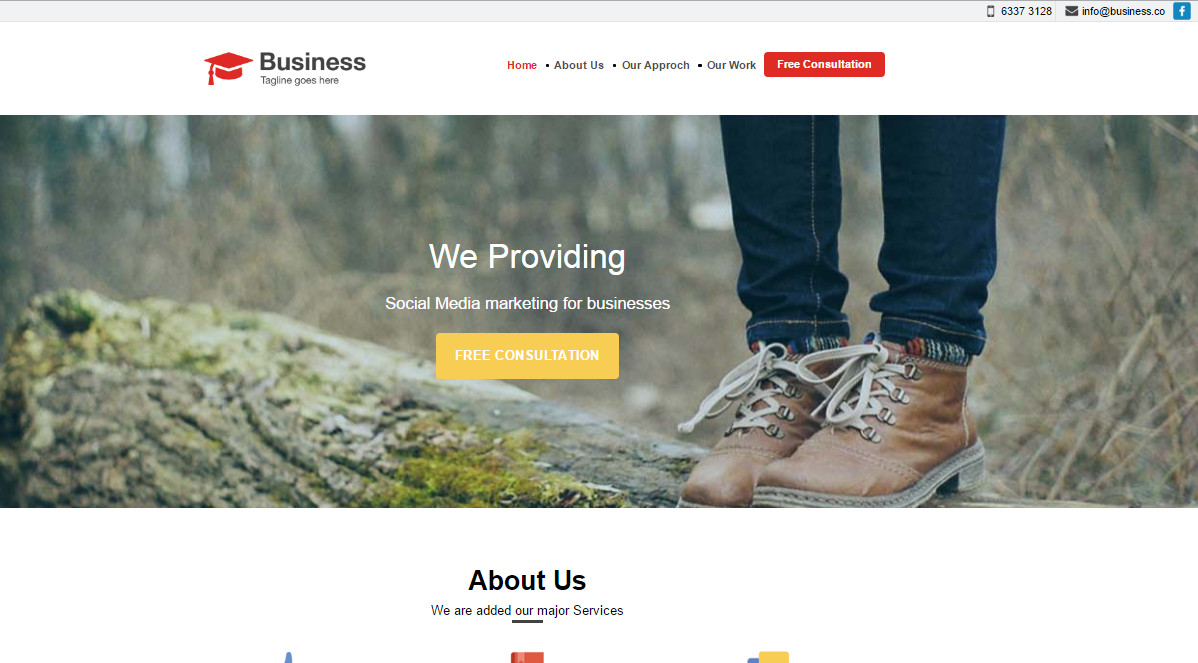 6337 3128 info@business.co
Business
Tagline goes here
Home About Us Our Approch Our Work Free Consultation
We Providing
Social Media marketing for businesses
FREE CONSULTATION
About Us
We are added our major Services